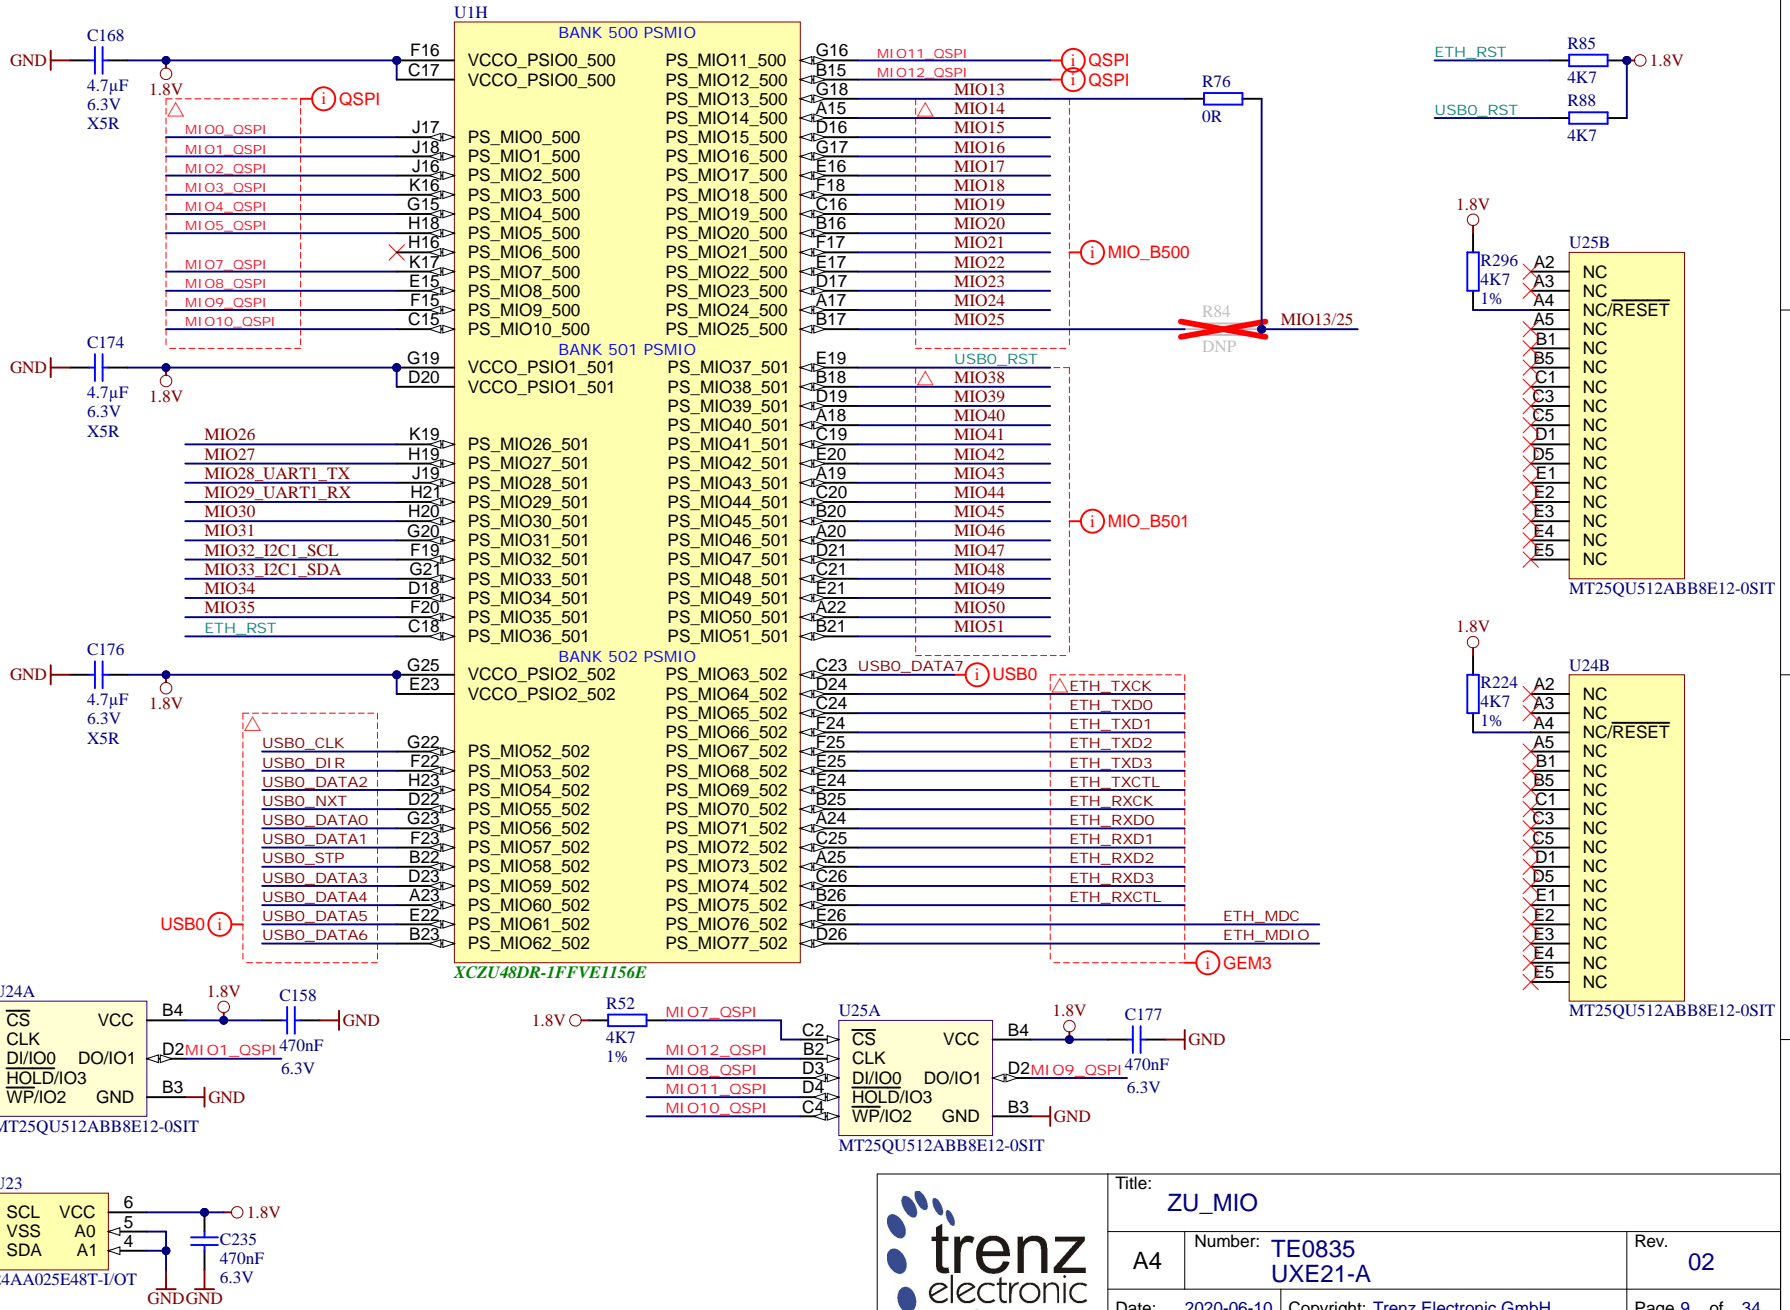 U1H
BANK 500 PSMIO
GND
C168
4.7µF
6.3V
X5R
1.8V
F16 VCCO_PSIO0_500
C17 VCCO_PSIO0_500
QSPI
MIO0_QSPI J17 PS_MIO0_500
MIO1_QSPI J18 PS_MIO1_500
MIO2_QSPI J16 PS_MIO2_500
MIO3_QSPI K16 PS_MIO3_500
MIO4_QSPI G15 PS_MIO4_500
MIO5_QSPI H18 PS_MIO5_500
H16 PS_MIO6_500
MIO7_QSPI K17 PS_MIO7_500
MIO8_QSPI E15 PS_MIO8_500
MIO9_QSPI F15 PS_MIO9_500
MIO10_QSPI C15 PS_MIO10_500
PS_MIO11_500 G16 MIO11_QSPI QSPI
PS_MIO12_500 B15 MIO12_QSPI QSPI
PS_MIO13_500 G18 MIO13
PS_MIO14_500 A15 MIO14
PS_MIO15_500 D16 MIO15
PS_MIO16_500 G17 MIO16
PS_MIO17_500 E16 MIO17
PS_MIO18_500 F18 MIO18
PS_MIO19_500 C16 MIO19
PS_MIO20_500 B16 MIO20
PS_MIO21_500 F17 MIO21
PS_MIO22_500 E17 MIO22
PS_MIO23_500 D17 MIO23
PS_MIO24_500 A17 MIO24
PS_MIO25_500 B17 MIO25
MIO_B500
R76
0R
R84
DNP
MIO13/25
BANK 501 PSMIO
GND
C174
4.7µF
6.3V
X5R
1.8V
G19 VCCO_PSIO1_501
D20 VCCO_PSIO1_501
MIO26 K19 PS_MIO26_501
MIO27 H19 PS_MIO27_501
MIO28_UART1_TX J19 PS_MIO28_501
MIO29_UART1_RX H21 PS_MIO29_501
MIO30 H20 PS_MIO30_501
MIO31 G20 PS_MIO31_501
MIO32_I2C1_SCL F19 PS_MIO32_501
MIO33_I2C1_SDA G21 PS_MIO33_501
MIO34 D18 PS_MIO34_501
MIO35 F20 PS_MIO35_501
ETH_RST C18 PS_MIO36_501
PS_MIO37_501 E19 USB0_RST
PS_MIO38_501 B18 MIO38
PS_MIO39_501 D19 MIO39
PS_MIO40_501 A18 MIO40
PS_MIO41_501 C19 MIO41
PS_MIO42_501 E20 MIO42
PS_MIO43_501 A19 MIO43
PS_MIO44_501 C20 MIO44
PS_MIO45_501 B20 MIO45
PS_MIO46_501 A20 MIO46
PS_MIO47_501 D21 MIO47
PS_MIO48_501 C21 MIO48
PS_MIO49_501 E21 MIO49
PS_MIO50_501 A22 MIO50
PS_MIO51_501 B21 MIO51
MIO_B501
BANK 502 PSMIO
GND
C176
4.7µF
6.3V
X5R
1.8V
G25 VCCO_PSIO2_502
E23 VCCO_PSIO2_502
USB0_CLK G22 PS_MIO52_502
USB0_DIR F22 PS_MIO53_502
USB0_DATA2 H23 PS_MIO54_502
USB0_NXT D22 PS_MIO55_502
USB0_DATA0 G23 PS_MIO56_502
USB0_DATA1 F23 PS_MIO57_502
USB0_STP B22 PS_MIO58_502
USB0_DATA3 D23 PS_MIO59_502
USB0_DATA4 A23 PS_MIO60_502
USB0_DATA5 E22 PS_MIO61_502
USB0_DATA6 B23 PS_MIO62_502
USB0
PS_MIO63_502 C23 USB0_DATA7 USB0
PS_MIO64_502 D24 ETH_TXCK
PS_MIO65_502 C24 ETH_TXD0
PS_MIO66_502 F24 ETH_TXD1
PS_MIO67_502 F25 ETH_TXD2
PS_MIO68_502 E25 ETH_TXD3
PS_MIO69_502 E24 ETH_TXCTL
PS_MIO70_502 B25 ETH_RXCK
PS_MIO71_502 A24 ETH_RXD0
PS_MIO72_502 C25 ETH_RXD1
PS_MIO73_502 A25 ETH_RXD2
PS_MIO74_502 C26 ETH_RXD3
PS_MIO75_502 B26 ETH_RXCTL
PS_MIO76_502 E26 ETH_MDC
PS_MIO77_502 D26 ETH_MDIO
GEM3
XCZU48DR-1FFVE1156E
ETH_RST R85 1.8V
4K7
USB0_RST R88
4K7
1.8V
R296
4K7
1%
U25B
A2 NC
A3 NC
A4 NC/RESET
A5 NC
B1 NC
B5 NC
C1 NC
C3 NC
C5 NC
D1 NC
D5 NC
E1 NC
E2 NC
E3 NC
E4 NC
E5 NC
MT25QU512ABB8E12-0SIT
1.8V
R224
4K7
1%
U24B
A2 NC
A3 NC
A4 NC/RESET
A5 NC
B1 NC
B5 NC
C1 NC
C3 NC
C5 NC
D1 NC
D5 NC
E1 NC
E2 NC
E3 NC
E4 NC
E5 NC
MT25QU512ABB8E12-0SIT
U24A
CS VCC B4
CLK
DI/IO0 DO/IO1 D2 MIO1_QSPI
HOLD/IO3
WP/IO2 GND B3 GND
MT25QU512ABB8E12-0SIT
1.8V
C158
470nF
6.3V
GND
1.8V R52 MIO7_QSPI
4K7
1%
U25A
C2 CS VCC B4
MIO12_QSPI B2 CLK
MIO8_QSPI D3 DI/IO0 DO/IO1 D2 MIO9_QSPI
MIO11_QSPI D4 HOLD/IO3
MIO10_QSPI C4 WP/IO2 GND B3 GND
MT25QU512ABB8E12-0SIT
1.8V
C177
470nF
6.3V
GND
U23
SCL VCC 6 1.8V
VSS A0 5
SDA A1 4
24AA025E48T-I/OT
C235
470nF
6.3V
GND GND
trenz
electronic
Title:
ZU_MIO
A4
Number: TE0835
UXE21-A
Rev.
02
Date: 2020-06-10 Copyright: Trenz Electronic GmbH Page 9 of 34